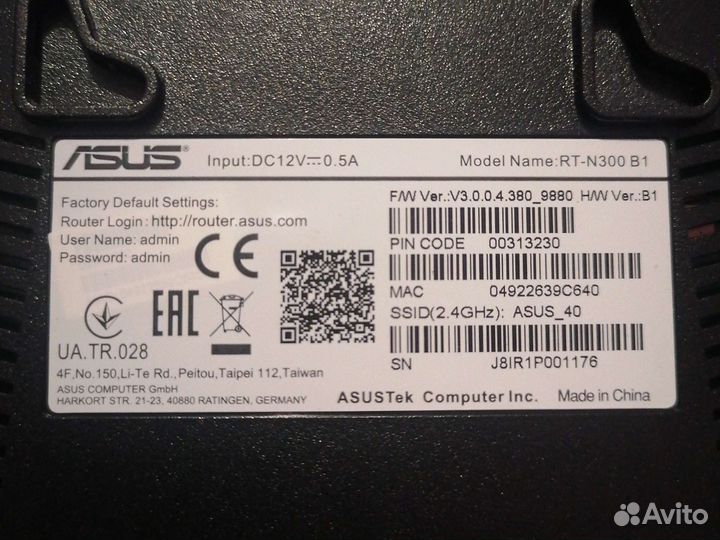 ASUS Input:DC12V⎓0.5A Model Name:RT-N300 B1
Factory Default Settings:
Router Login : http://router.asus.com
User Name: admin
Password: admin
F/W Ver.:V3.0.0.4.380_9880 H/W Ver.:B1
PIN CODE 00313230
MAC 04922639C640
SSID(2.4GHz): ASUS_40
SN J8IR1P001176
CE
EAC
UA.TR.028
4F,No.150,Li-Te Rd.,Peitou,Taipei 112,Taiwan
ASUS COMPUTER GmbH
HARKORT STR. 21-23, 40880 RATINGEN, GERMANY
ASUSTek Computer Inc. Made in China
Avito